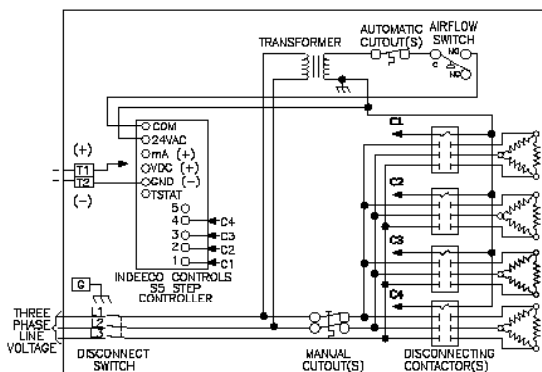 AUTOMATIC
CUTOUT(S)
AIRFLOW
SWITCH
TRANSFORMER
NC
C
NO
COM
24VAC
mA (+)
VDC (+)
GND (-)
TSTAT
(+)
T1
T2
(-)
5
4
3
2
1
C4
C3
C2
C1
INDEECO CONTROLS
S5 STEP
CONTROLLER
C1
C2
C3
C4
G
THREE
PHASE
LINE
VOLTAGE
L1
L2
L3
DISCONNECT
SWITCH
MANUAL
CUTOUT(S)
DISCONNECTING
CONTACTOR(S)